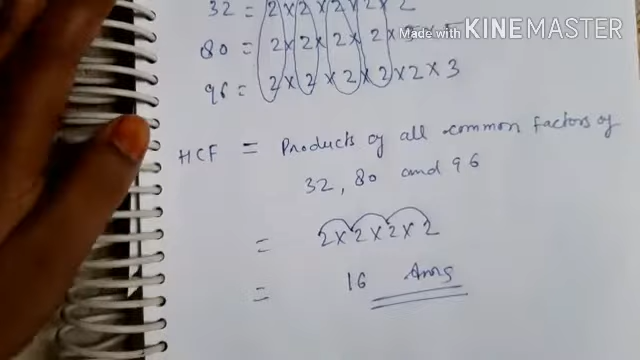 32 = 2 × 2 × 2 × 2 × 2
Made with KINEMASTER
80 = 2 × 2 × 2 × 2 × 5
96 = 2 × 2 × 2 × 2 × 2 × 3
HCF = Products of all common factors of
32, 80 and 96
= 2 × 2 × 2 × 2
= 16 Ans